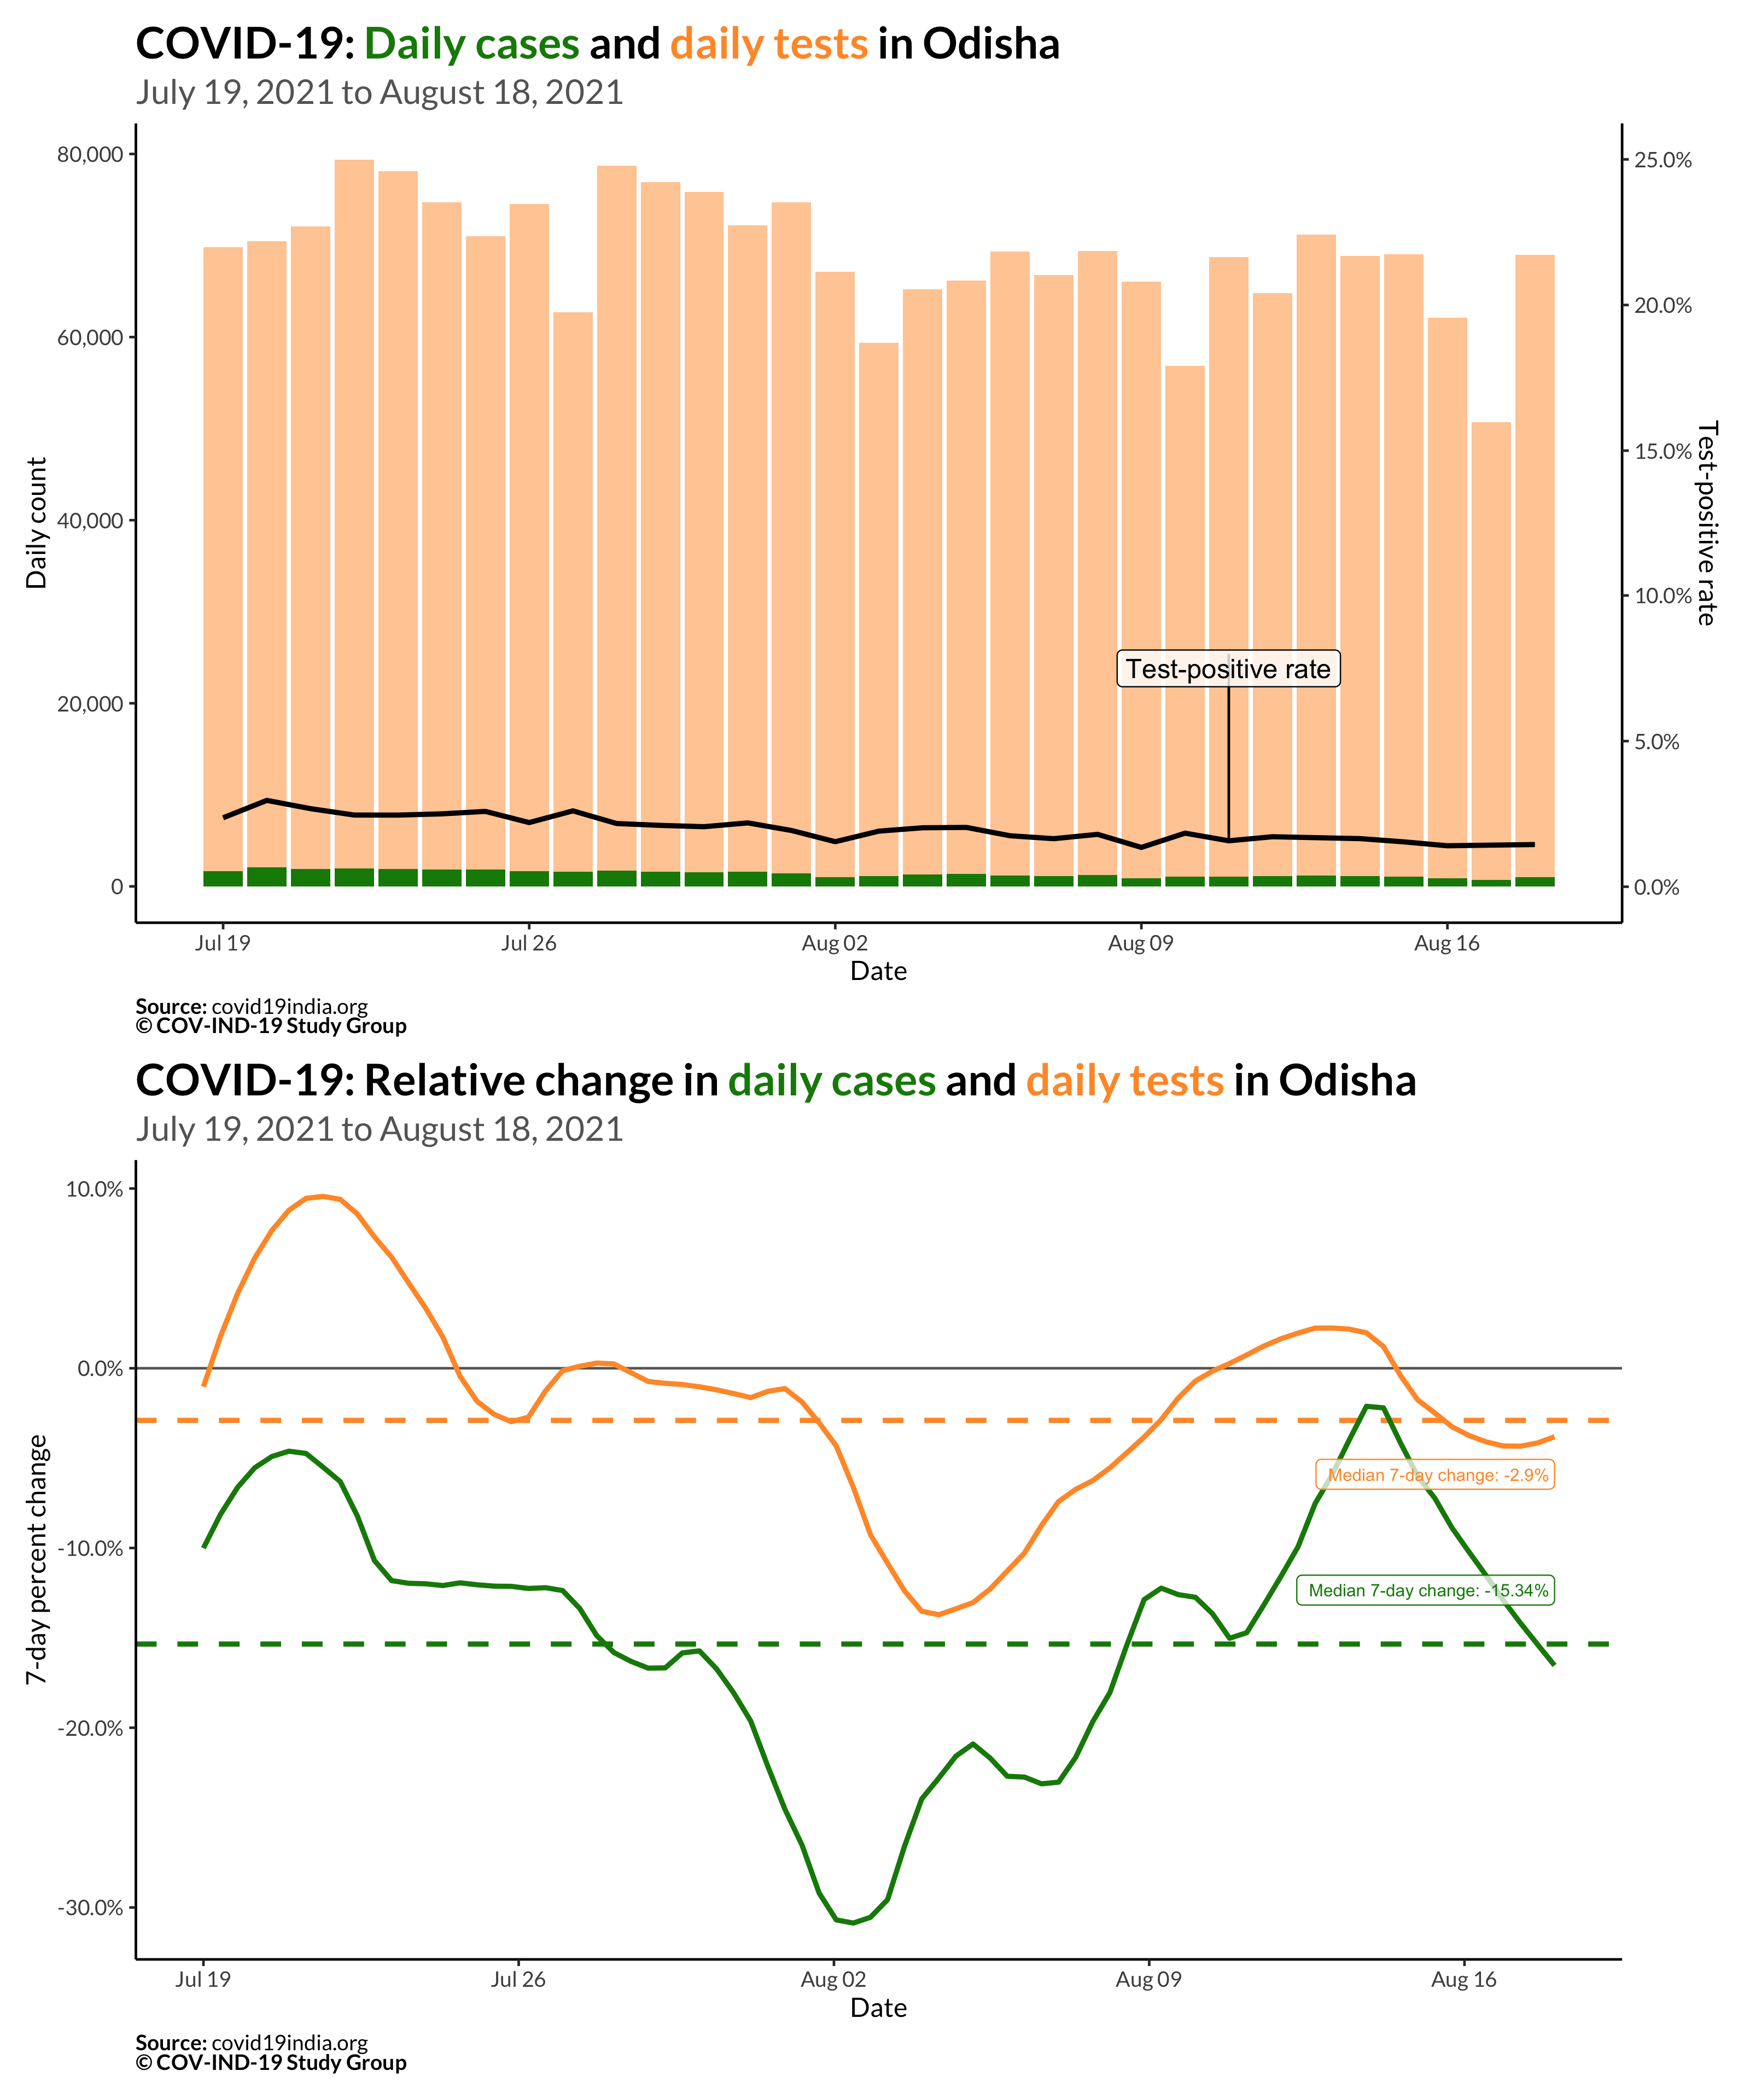 COVID-19: Daily cases and daily tests in Odisha
July 19, 2021 to August 18, 2021
80,000
60,000
40,000
20,000
0
Daily count
25.0%
20.0%
15.0%
10.0%
5.0%
0.0%
Test-positive rate
Test-positive rate
Jul 19
Jul 26
Aug 02
Aug 09
Aug 16
Date
Source: covid19india.org
© COV-IND-19 Study Group
COVID-19: Relative change in daily cases and daily tests in Odisha
July 19, 2021 to August 18, 2021
10.0%
0.0%
-10.0%
-20.0%
-30.0%
7-day percent change
Median 7-day change: -2.9%
Median 7-day change: -15.34%
Jul 19
Jul 26
Aug 02
Aug 09
Aug 16
Date
Source: covid19india.org
© COV-IND-19 Study Group